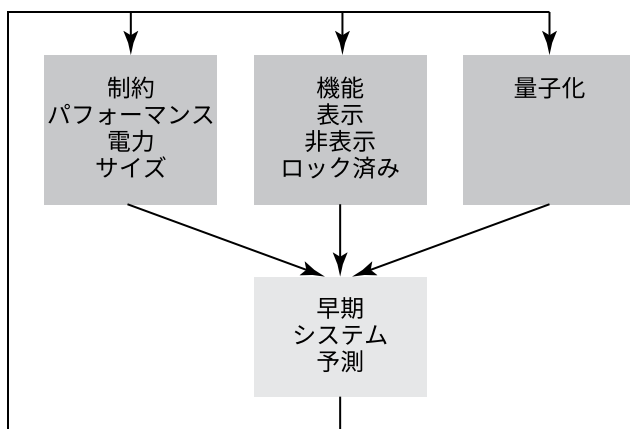 制約
パフォーマンス
電力
サイズ
機能
表示
非表示
ロック済み
量子化
早期
システム
予測